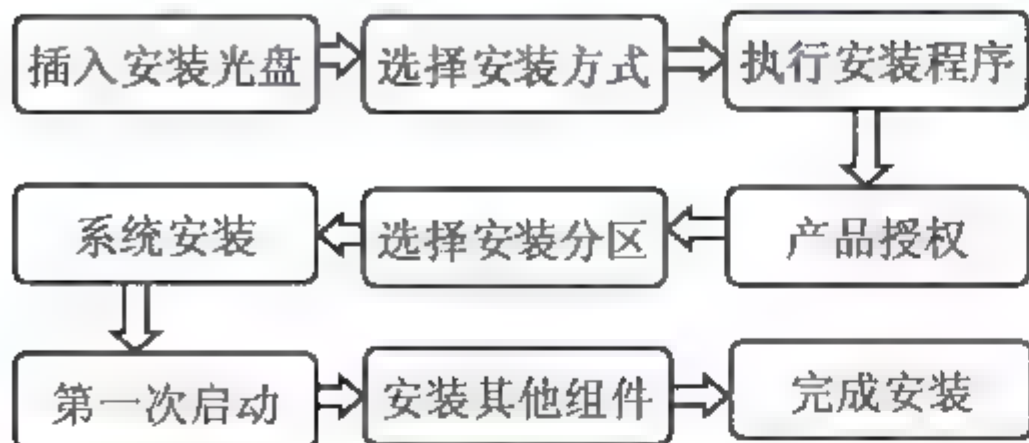 插入安装光盘
选择安装方式
执行安装程序
产品授权
选择安装分区
系统安装
第一次启动
安装其他组件
完成安装